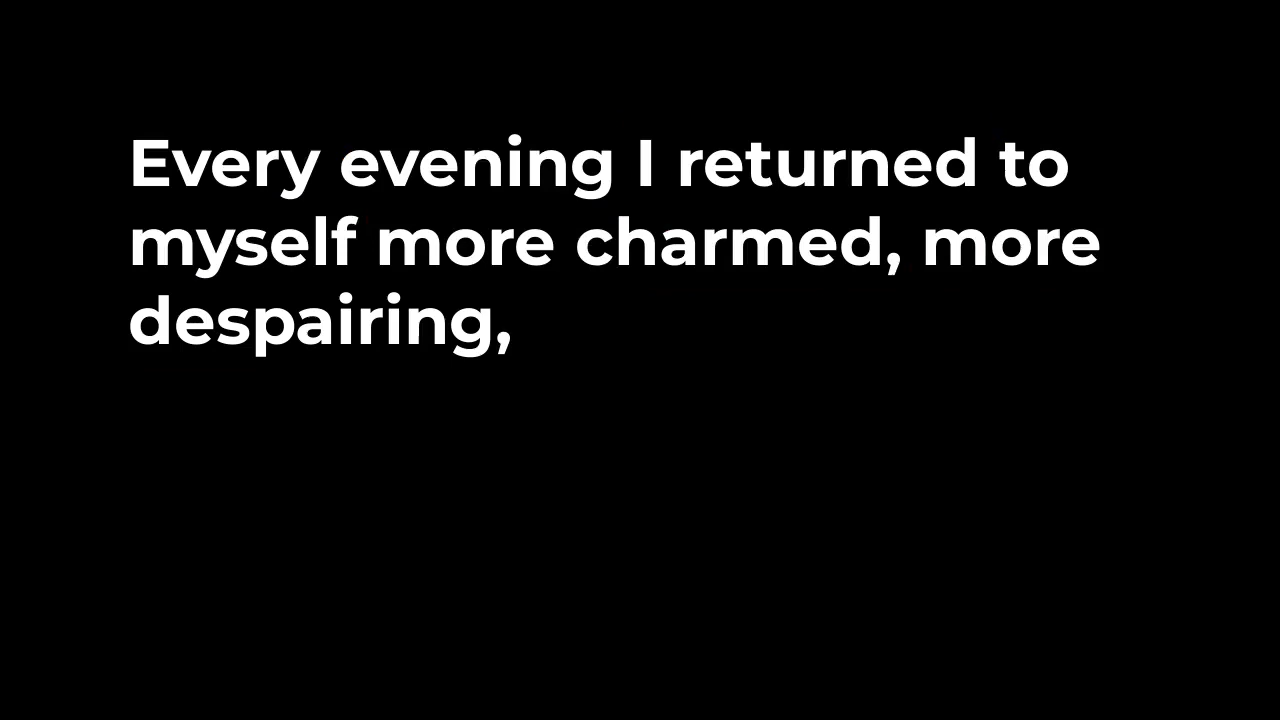 Every evening I returned to
myself more charmed, more
despairing,